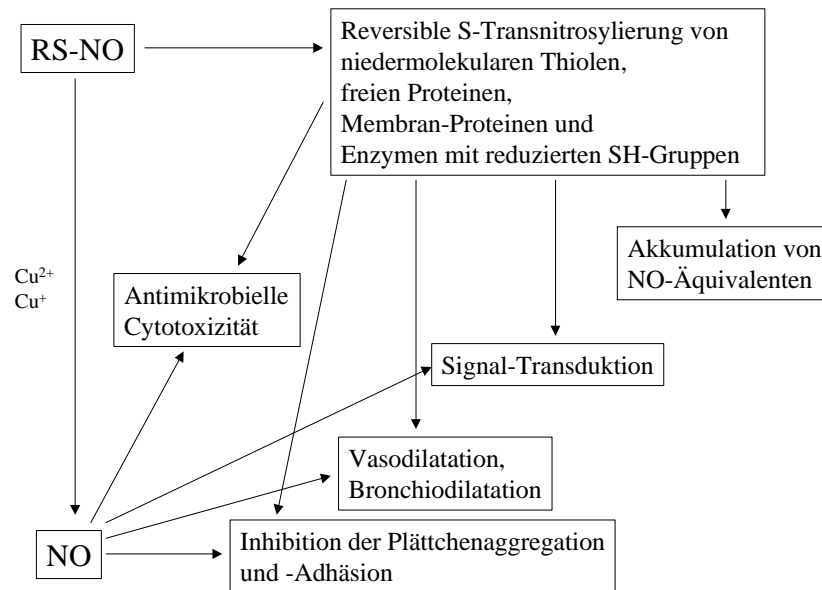 RS-NO
Reversible S-Transnitrosylierung von
niedermolekularen Thiolen,
freien Proteinen,
Membran-Proteinen und
Enzymen mit reduzierten SH-Gruppen
Cu²⁺
Cu⁺
Antimikrobielle
Cytotoxizität
Akkumulation von
NO-Äquivalenten
Signal-Transduktion
Vasodilatation,
Bronchiodilatation
NO
Inhibition der Plättchenaggregation
und -Adhäsion